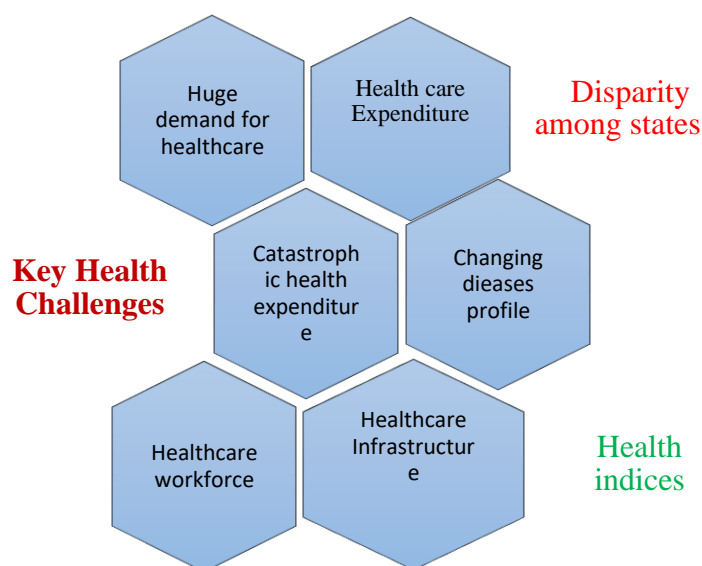 Huge
demand for
healthcare
Health care
Expenditure
Disparity
among states
Key Health
Challenges
Catastroph
ic health
expenditur
e
Changing
dieases
profile
Healthcare
workforce
Healthcare
Infrastructur
e
Health
indices